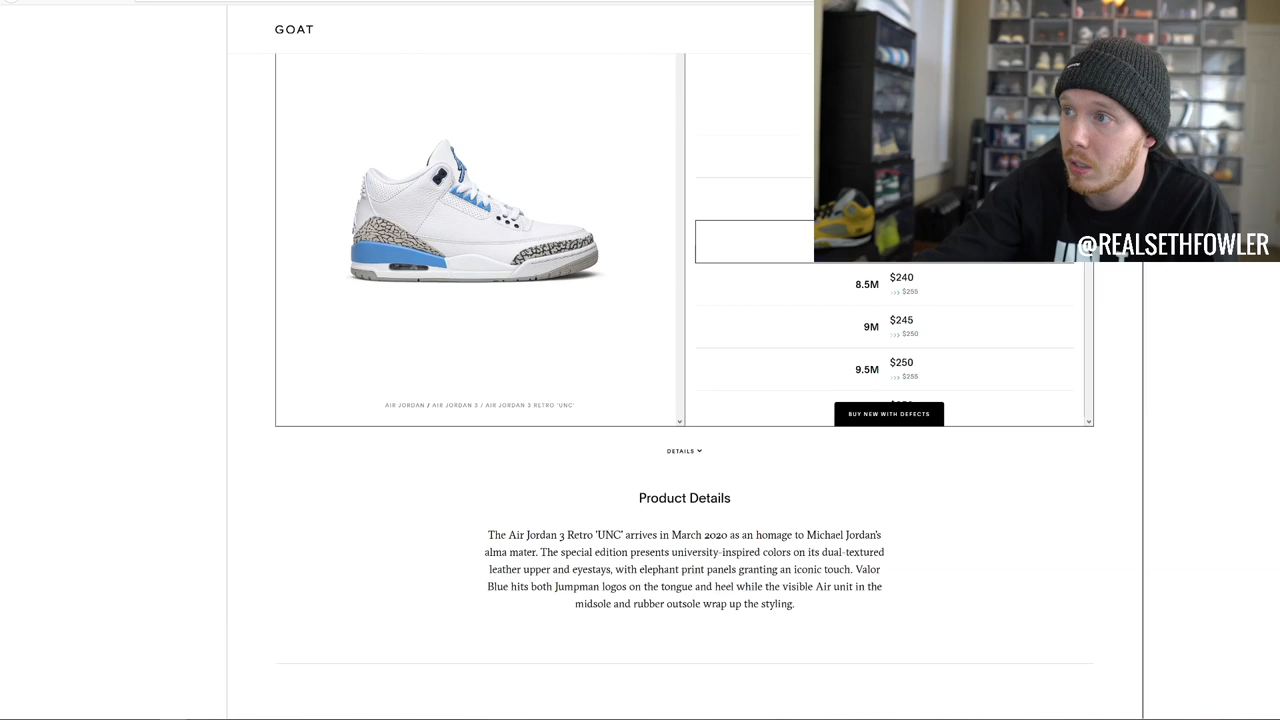 GOAT
@REALSETHFOWLER
8.5M
$240
>>> $255
9M
$245
>>> $250
9.5M
$250
>>> $255
AIR JORDAN / AIR JORDAN 3 / AIR JORDAN 3 RETRO 'UNC'
BUY NEW WITH DEFECTS
DETAILS
Product Details
The Air Jordan 3 Retro 'UNC' arrives in March 2020 as an homage to Michael Jordan's
alma mater. The special edition presents university-inspired colors on its dual-textured
leather upper and eyestays, with elephant print panels granting an iconic touch. Valor
Blue hits both Jumpman logos on the tongue and heel while the visible Air unit in the
midsole and rubber outsole wrap up the styling.